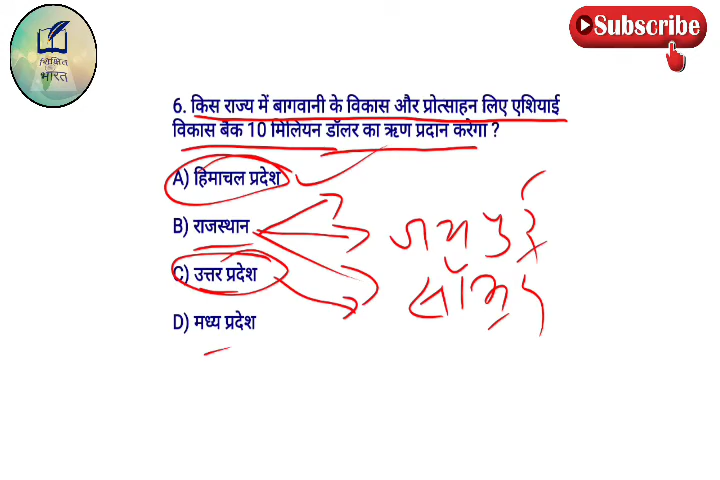 शिक्षित
भारत
Subscribe
6. किस राज्य में बागवानी के विकास और प्रोत्साहन लिए एशियाई
विकास बैंक 10 मिलियन डॉलर का ऋण प्रदान करेगा ?
A) हिमाचल प्रदेश
B) राजस्थान
C) उत्तर प्रदेश
D) मध्य प्रदेश